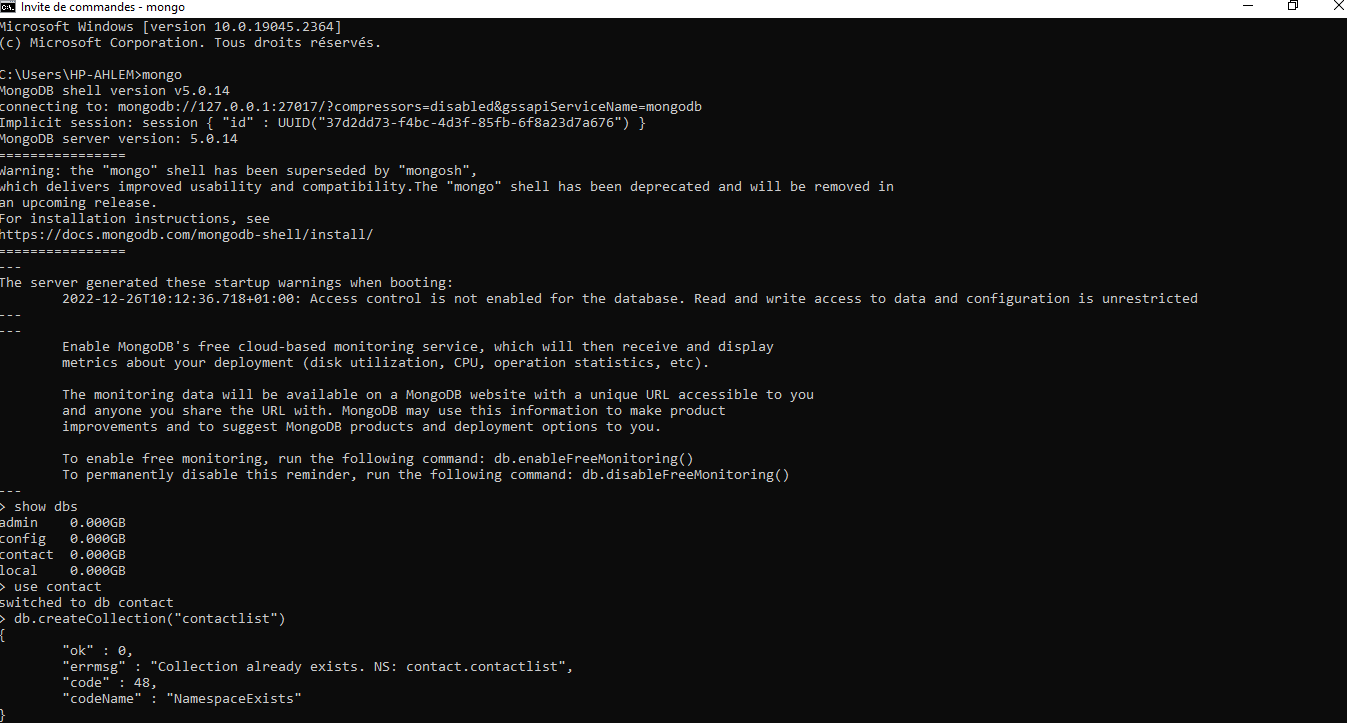 Invite de commandes - mongo
Microsoft Windows [version 10.0.19045.2364]
(c) Microsoft Corporation. Tous droits réservés.
C:\Users\HP-AHLEM>mongo
MongoDB shell version v5.0.14
connecting to: mongodb://127.0.0.1:27017/?compressors=disabled&gssapiServiceName=mongodb
Implicit session: session { "id" : UUID("37d2dd73-f4bc-4d3f-85fb-6f8a23d7a676") }
MongoDB server version: 5.0.14
================
Warning: the "mongo" shell has been superseded by "mongosh",
which delivers improved usability and compatibility.The "mongo" shell has been deprecated and will be removed in
an upcoming release.
For installation instructions, see
https://docs.mongodb.com/mongodb-shell/install/
================
---
The server generated these startup warnings when booting:
2022-12-26T10:12:36.718+01:00: Access control is not enabled for the database. Read and write access to data and configuration is unrestricted
---
---
Enable MongoDB's free cloud-based monitoring service, which will then receive and display
metrics about your deployment (disk utilization, CPU, operation statistics, etc).
The monitoring data will be available on a MongoDB website with a unique URL accessible to you
and anyone you share the URL with. MongoDB may use this information to make product
improvements and to suggest MongoDB products and deployment options to you.
To enable free monitoring, run the following command: db.enableFreeMonitoring()
To permanently disable this reminder, run the following command: db.disableFreeMonitoring()
---
> show dbs
admin    0.000GB
config   0.000GB
contact  0.000GB
local    0.000GB
> use contact
switched to db contact
> db.createCollection("contactlist")
{
"ok" : 0,
"errmsg" : "Collection already exists. NS: contact.contactlist",
"code" : 48,
"codeName" : "NamespaceExists"
}